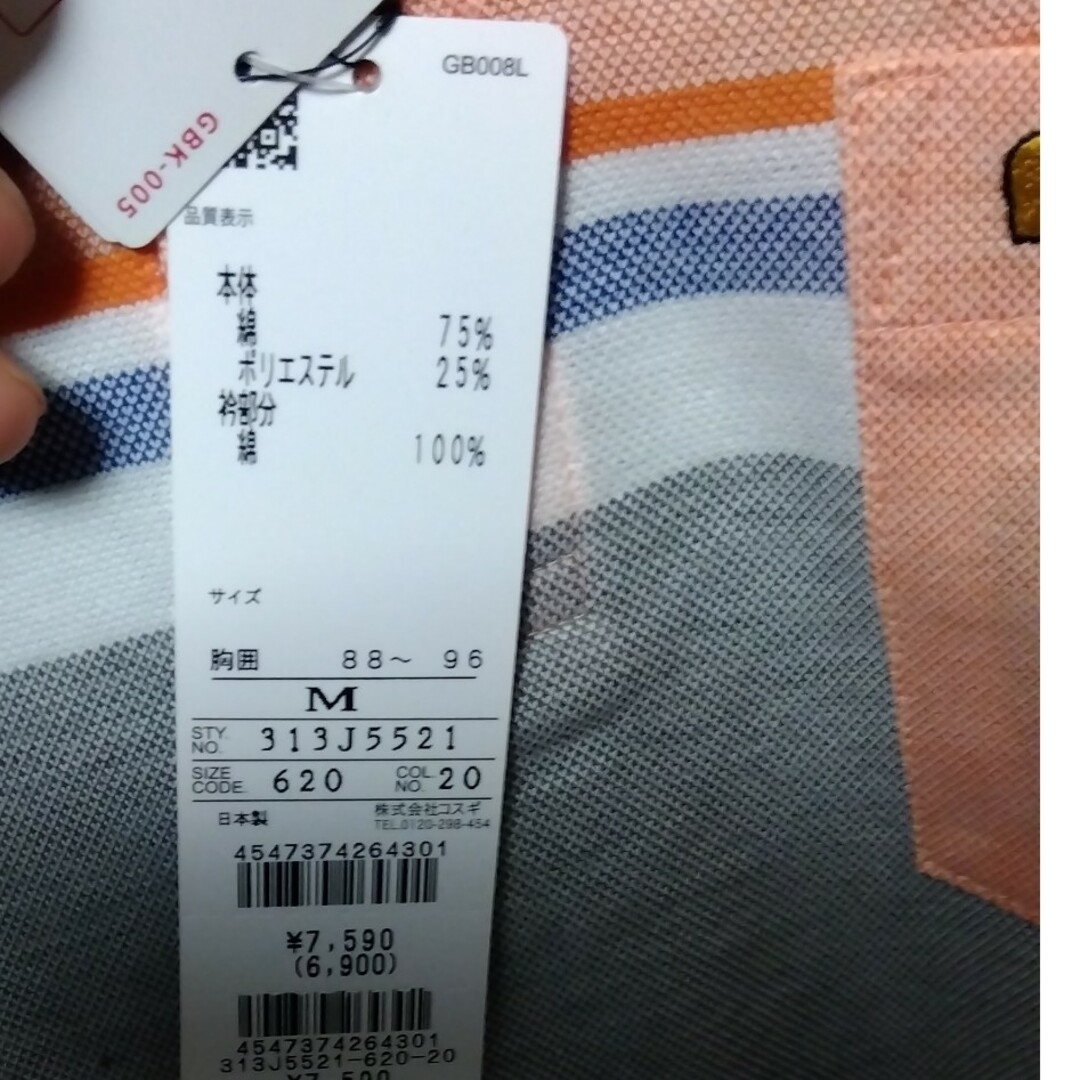 GB008L
GBK-005
品質表示
本体
綿 75%
ポリエステル 25%
衿部分
綿 100%
サイズ
胸囲 88～ 96
M
STY. NO. 313J5521
SIZE CODE. 620 COL. NO. 20
日本製 株式会社コスギ
TEL.0120-298-454
4547374264301
¥7,590
(6,900)
4547374264301
313J5521-620-20
¥7,590